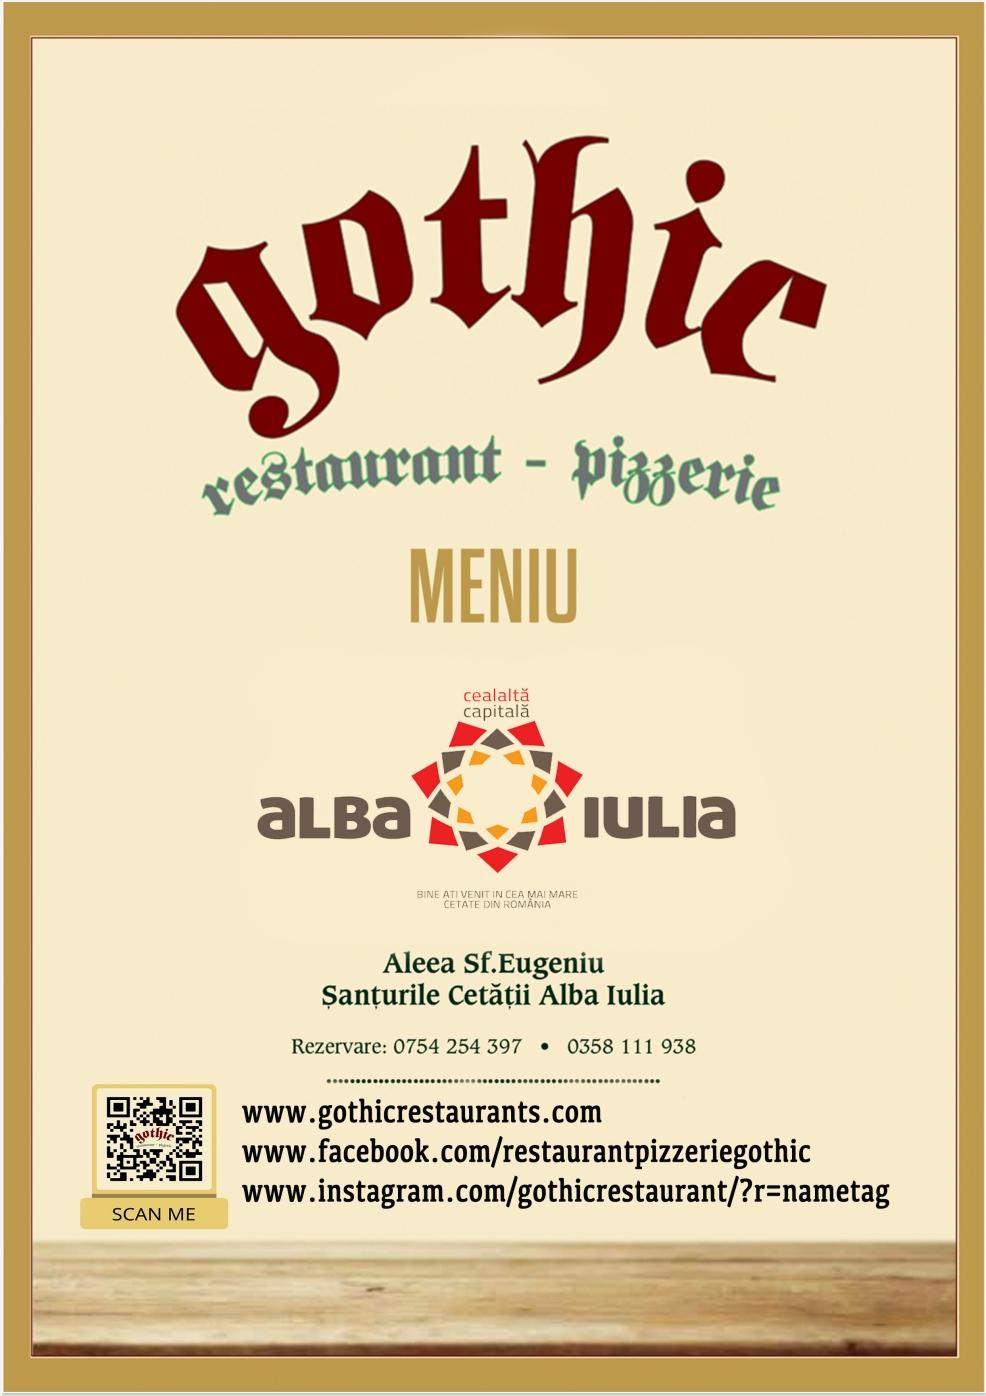 gothic
restaurant - pizzerie
MENIU
cealaltă
capitală
aLBa IULIa
BINE ATI VENIT IN CEA MAI MARE
CETATE DIN ROMÂNIA
Aleea Sf.Eugeniu
Șanțurile Cetății Alba Iulia
Rezervare: 0754 254 397 • 0358 111 938
www.gothicrestaurants.com
www.facebook.com/restaurantpizzeriegothic
www.instagram.com/gothicrestaurant/?r=nametag
gothic
SCAN ME